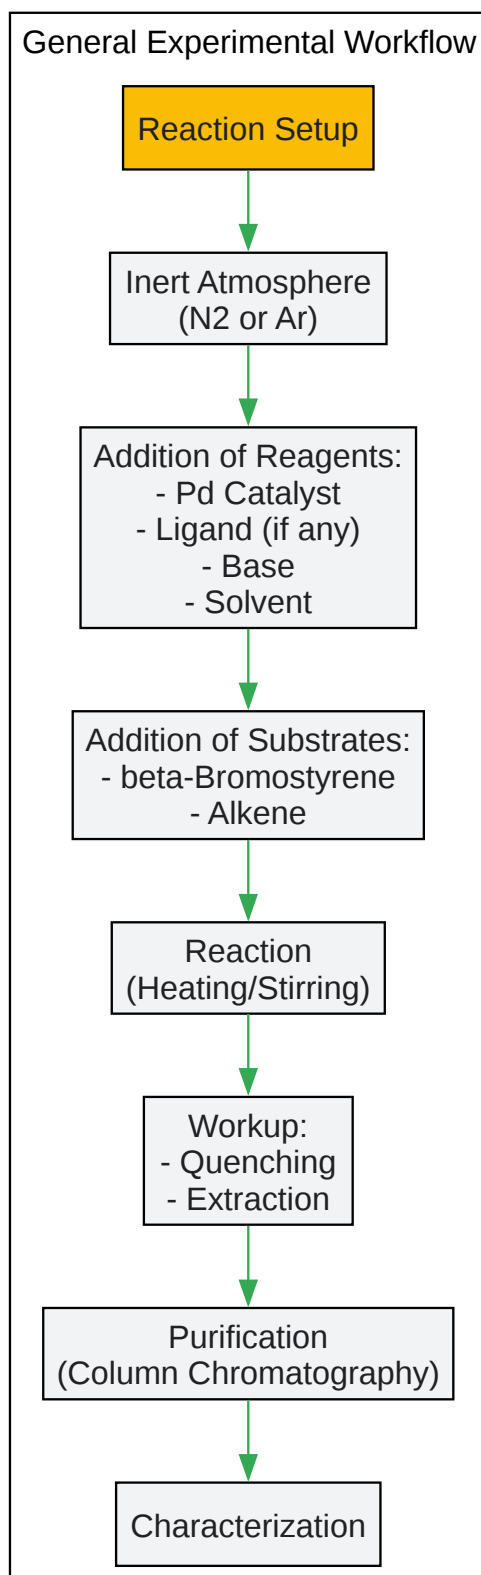 General Experimental Workflow
Reaction Setup
Inert Atmosphere
(N2 or Ar)
Addition of Reagents:
- Pd Catalyst
- Ligand (if any)
- Base
- Solvent
Addition of Substrates:
- beta-Bromostyrene
- Alkene
Reaction
(Heating/Stirring)
Workup:
- Quenching
- Extraction
Purification
(Column Chromatography)
Characterization